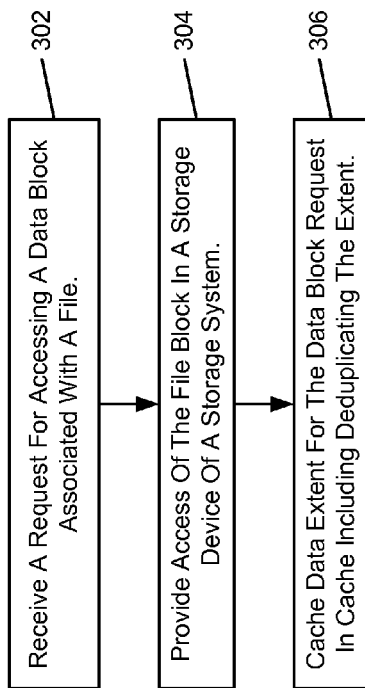 302
Receive A Request For Accessing A Data Block
Associated With A File.
304
Provide Access Of The File Block In A Storage
Device Of A Storage System.
306
Cache Data Extent For The Data Block Request
In Cache Including Deduplicating The Extent.